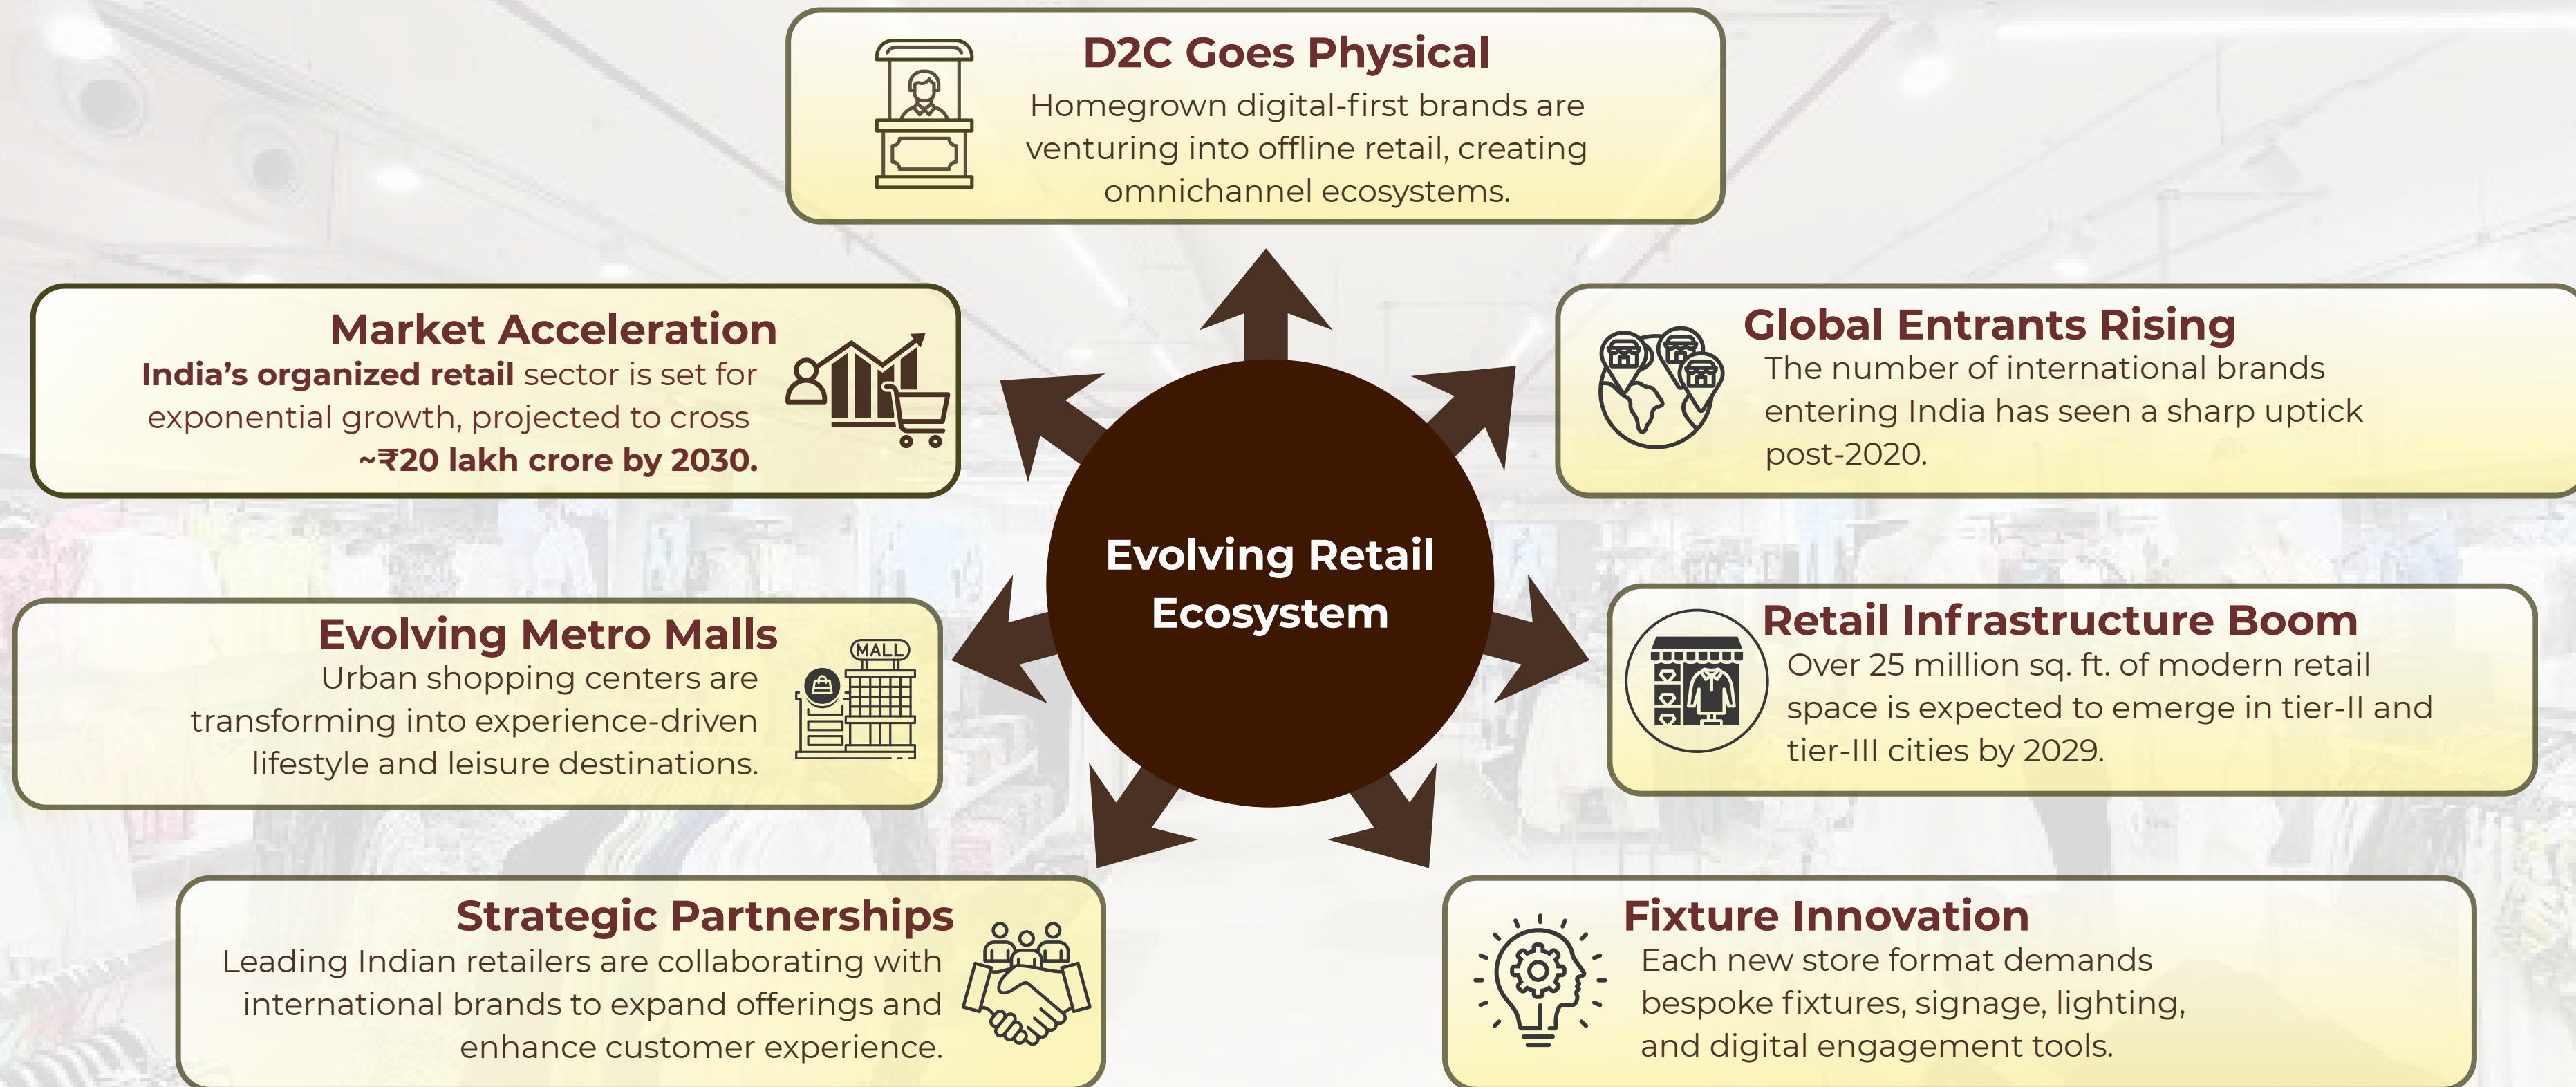 D2C Goes Physical
Homegrown digital-first brands are
venturing into offline retail, creating
omnichannel ecosystems.
Market Acceleration
India’s organized retail sector is set for
exponential growth, projected to cross
~₹20 lakh crore by 2030.
Global Entrants Rising
The number of international brands
entering India has seen a sharp uptick
post-2020.
Evolving Retail
Ecosystem
Evolving Metro Malls
Urban shopping centers are
transforming into experience-driven
lifestyle and leisure destinations.
MALL
Retail Infrastructure Boom
Over 25 million sq. ft. of modern retail
space is expected to emerge in tier-II and
tier-III cities by 2029.
Strategic Partnerships
Leading Indian retailers are collaborating with
international brands to expand offerings and
enhance customer experience.
Fixture Innovation
Each new store format demands
bespoke fixtures, signage, lighting,
and digital engagement tools.